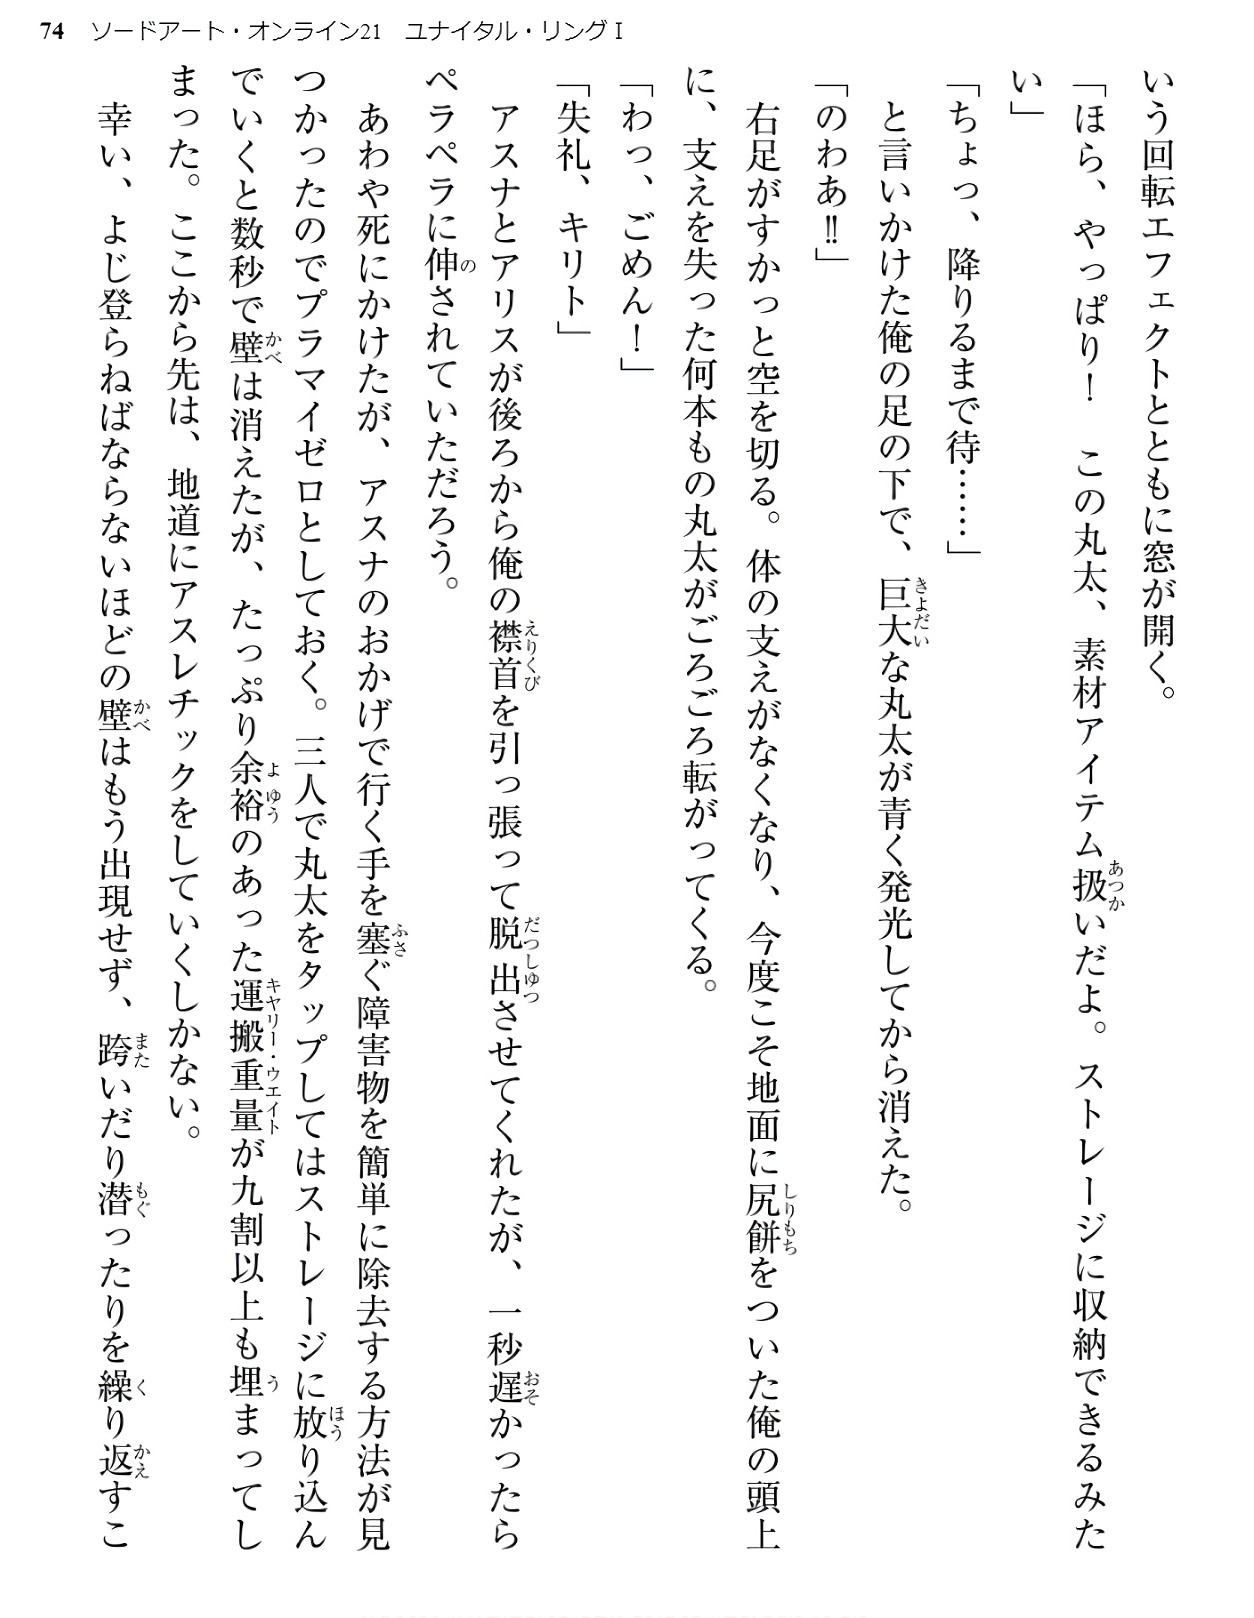 74 ソードアート・オンライン21　ユナイタル・リングⅠ
いう回転エフェクトとともに窓が開く。
「ほら、やっぱり！　この丸太、素材アイテム扱いだよ。ストレージに収納できるみた
い」
「ちょっ、降りるまで待……」
　と言いかけた俺の足の下で、巨大な丸太が青く発光してから消えた。
「のわあ!!」
　右足がすかっと空を切る。体の支えがなくなり、今度こそ地面に尻餅をついた俺の頭上
に、支えを失った何本もの丸太がごろごろ転がってくる。
「わっ、ごめん！」
「失礼、キリト」
　アスナとアリスが後ろから俺の襟首を引っ張って脱出させてくれたが、一秒遅かったら
ペラペラに伸されていただろう。
　あわや死にかけたが、アスナのおかげで行く手を塞ぐ障害物を簡単に除去する方法が見
つかったのでプラマイゼロとしておく。三人で丸太をタップしてはストレージに放り込ん
でいくと数秒で壁は消えたが、たっぷり余裕のあった運搬重量が九割以上も埋まってし
まった。ここから先は、地道にアスレチックをしていくしかない。
　幸い、よじ登らねばならないほどの壁はもう出現せず、跨いだり潜ったりを繰り返すこ